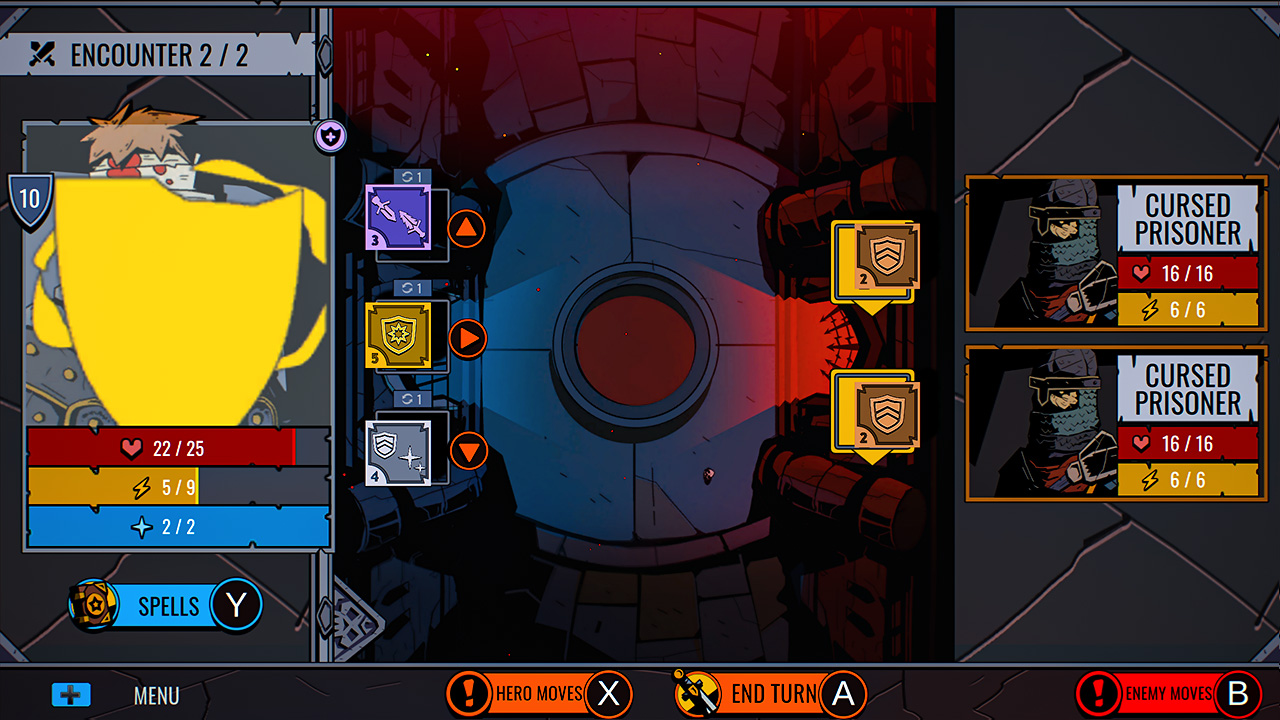 ENCOUNTER 2 / 2
10
22 / 25
5 / 9
2 / 2
SPELLS Y
1
3
1
5
1
4
2
2
CURSED
PRISONER
16 / 16
6 / 6
CURSED
PRISONER
16 / 16
6 / 6
MENU
HERO MOVES X
END TURN A
ENEMY MOVES B